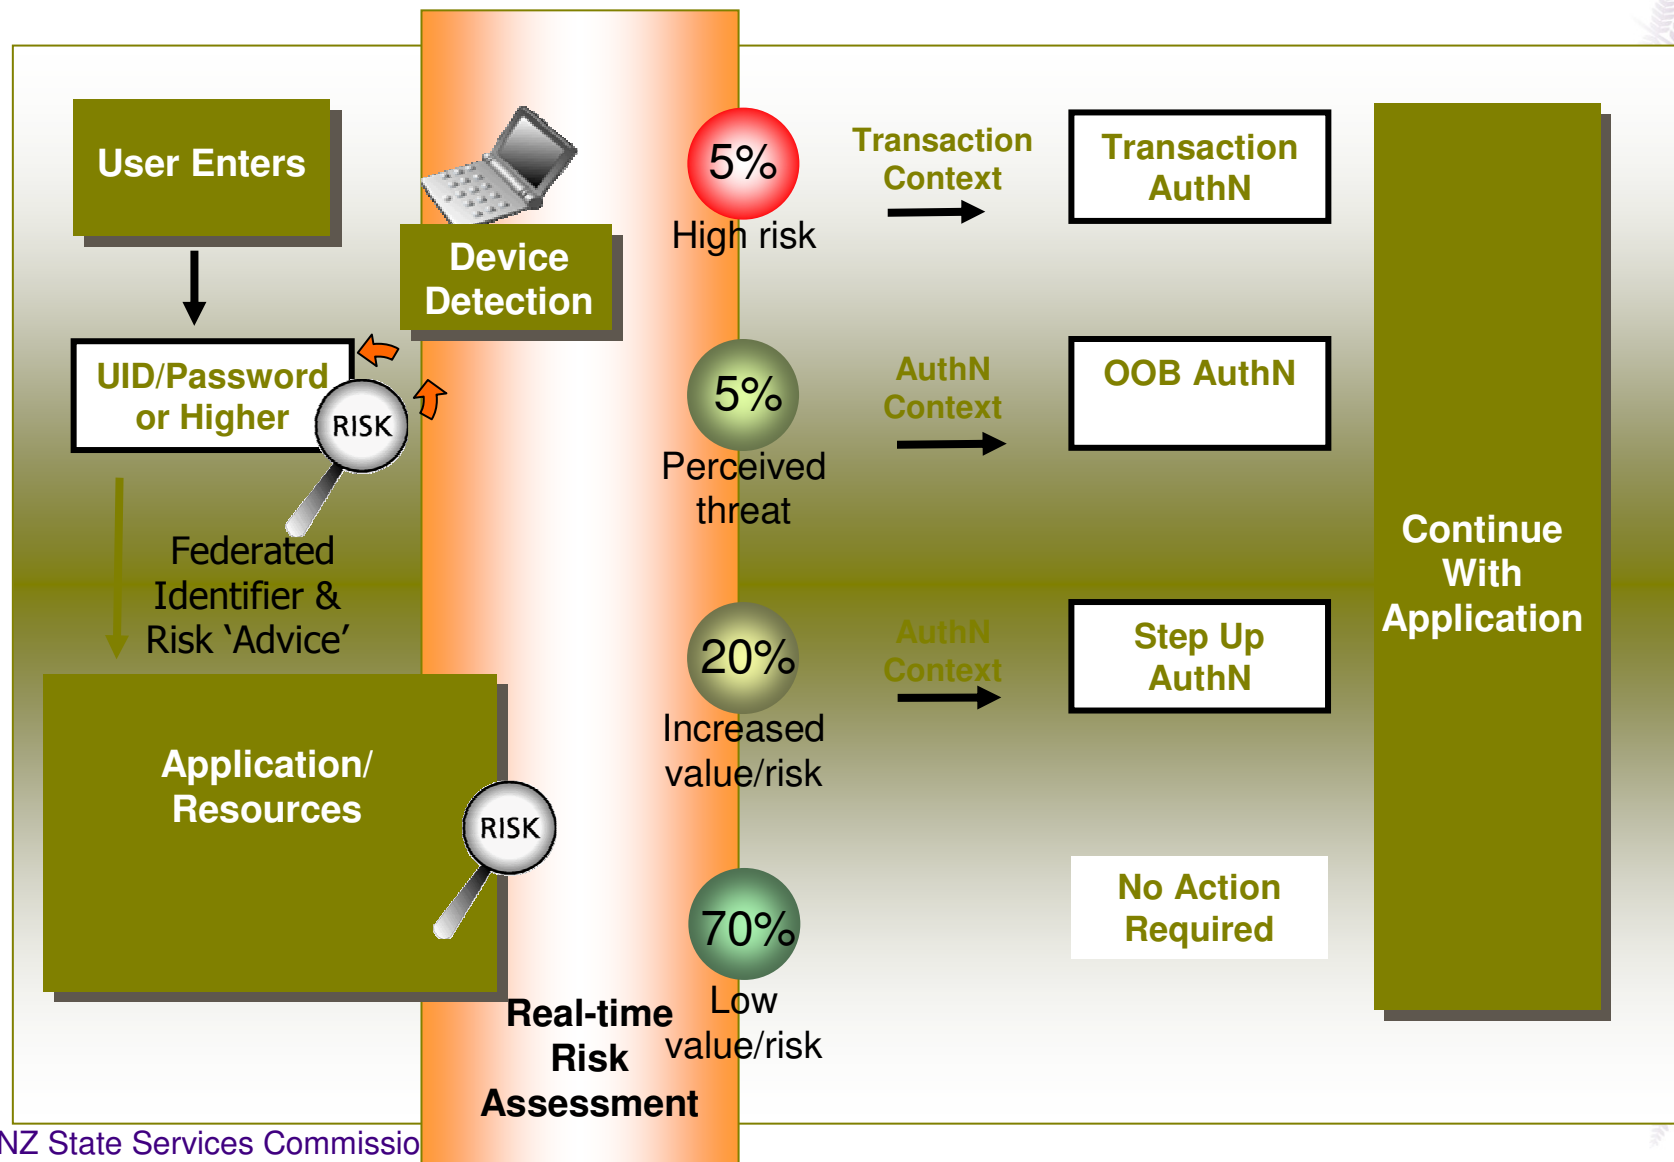 User Enters
Device
Detection
UID/Password
or Higher
RISK
Federated
Identifier &
Risk ‘Advice’
Application/
Resources
RISK
Real-time
Risk
Assessment
5%
High risk
Transaction
Context
Transaction
AuthN
5%
Perceived
threat
AuthN
Context
OOB AuthN
20%
Increased
value/risk
AuthN
Context
Step Up
AuthN
70%
Low
value/risk
No Action
Required
Continue
With
Application
NZ State Services Commissio